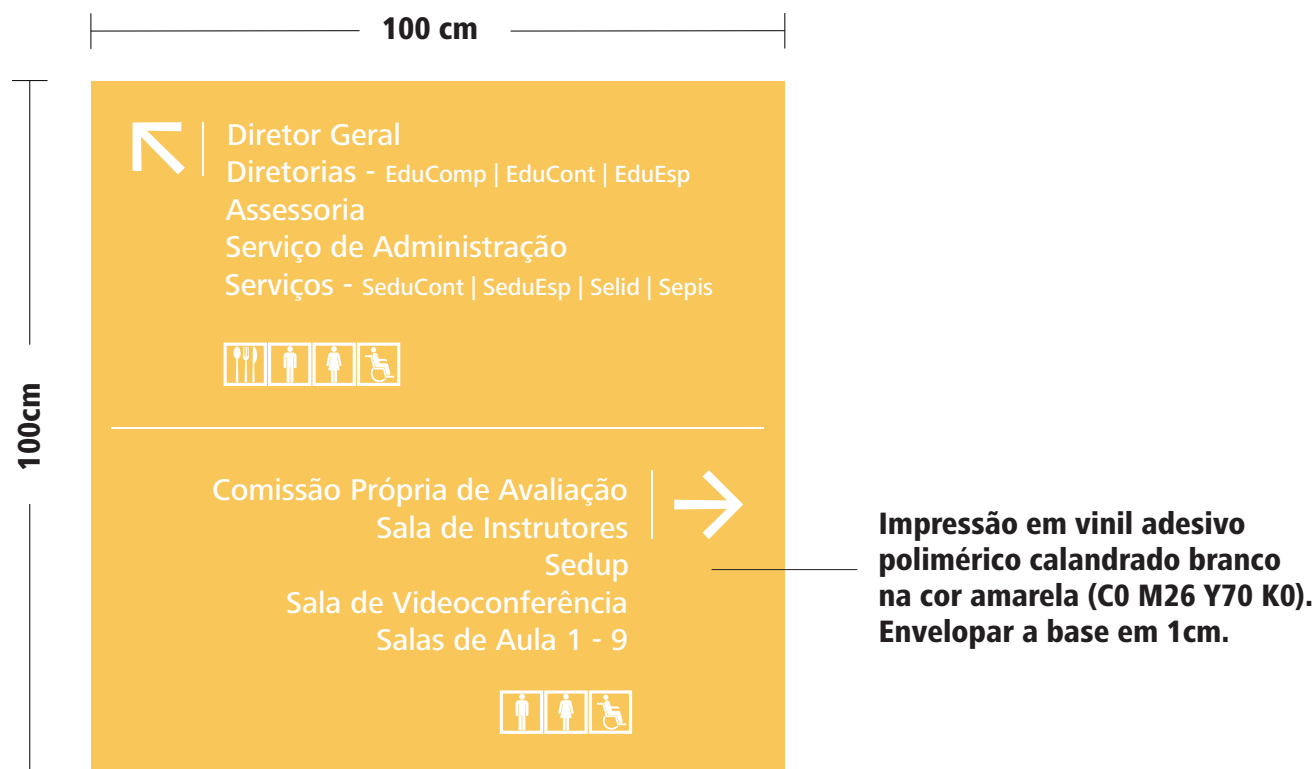 100 cm
100cm
Diretor Geral
Diretorias - EduComp | EduCont | EduEsp
Assessoria
Serviço de Administração
Serviços - SeduCont | SeduEsp | Selid | Sepis
Comissão Própria de Avaliação
Sala de Instrutores
Sedup
Sala de Videoconferência
Salas de Aula 1 - 9
Impressão em vinil adesivo
polimérico calandrado branco
na cor amarela (C0 M26 Y70 K0).
Envelopar a base em 1cm.